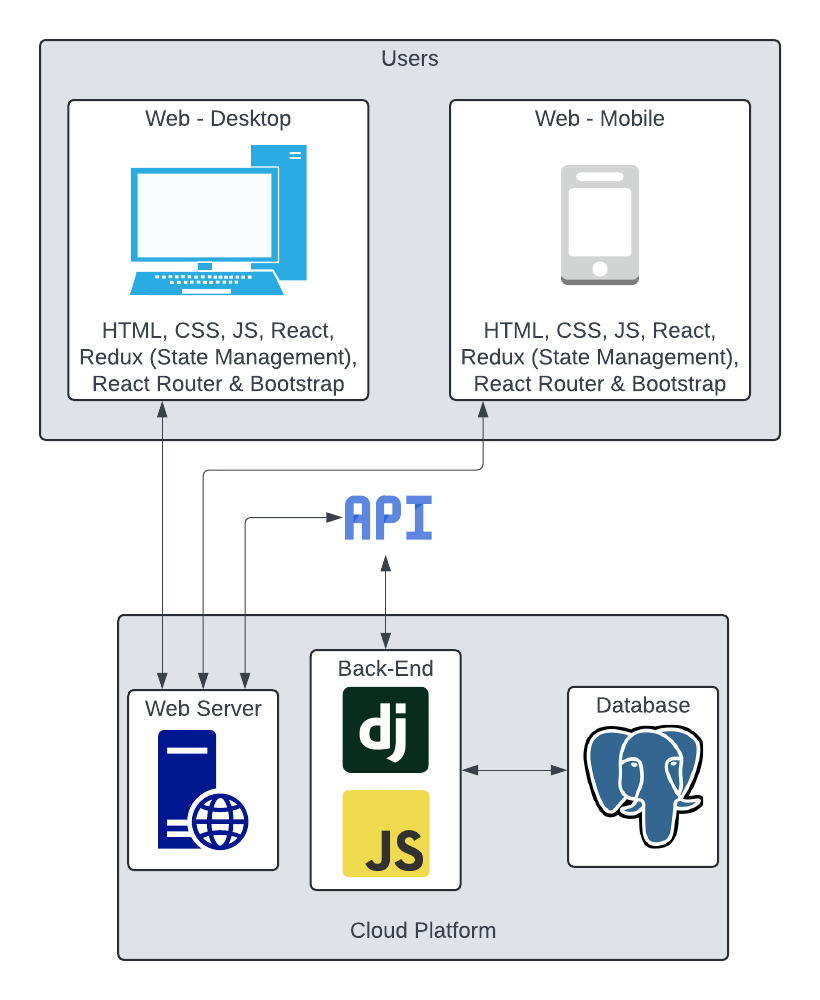 Users
Web - Desktop
HTML, CSS, JS, React,
Redux (State Management),
React Router & Bootstrap
Web - Mobile
HTML, CSS, JS, React,
Redux (State Management),
React Router & Bootstrap
API
Web Server
Back-End
dj
JS
Database
Cloud Platform